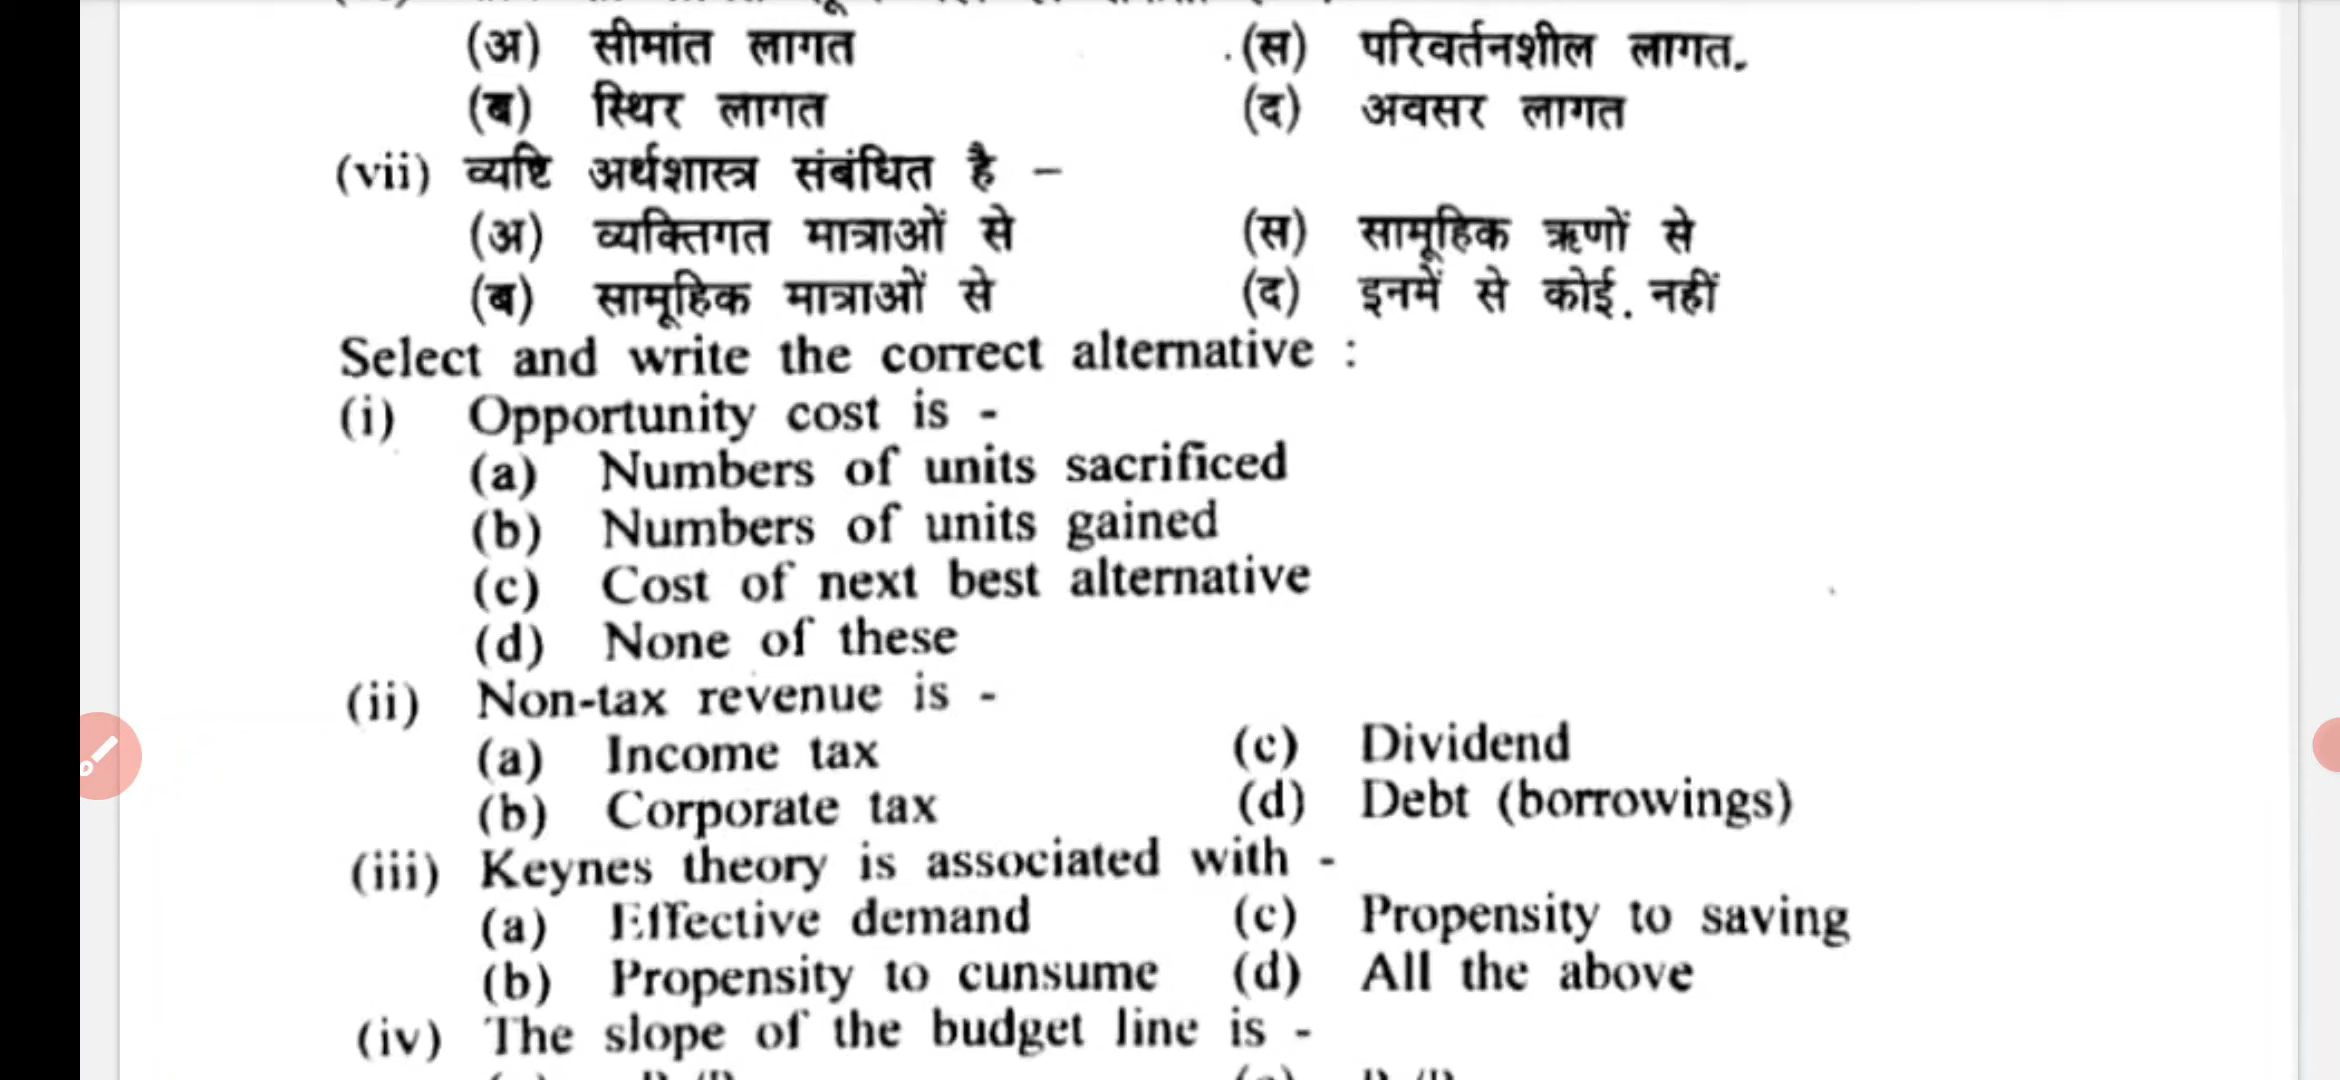 (अ) सीमांत लागत (स) परिवर्तनशील लागत.
(ब) स्थिर लागत (द) अवसर लागत
(vii) व्यष्टि अर्थशास्त्र संबंधित है –
(अ) व्यक्तिगत मात्राओं से (स) सामूहिक ऋणों से
(ब) सामूहिक मात्राओं से (द) इनमें से कोई. नहीं
Select and write the correct alternative :
(i) Opportunity cost is -
(a) Numbers of units sacrificed
(b) Numbers of units gained
(c) Cost of next best alternative
(d) None of these
(ii) Non-tax revenue is -
(a) Income tax (c) Dividend
(b) Corporate tax (d) Debt (borrowings)
(iii) Keynes theory is associated with -
(a) Effective demand (c) Propensity to saving
(b) Propensity to cunsume (d) All the above
(iv) The slope of the budget line is -